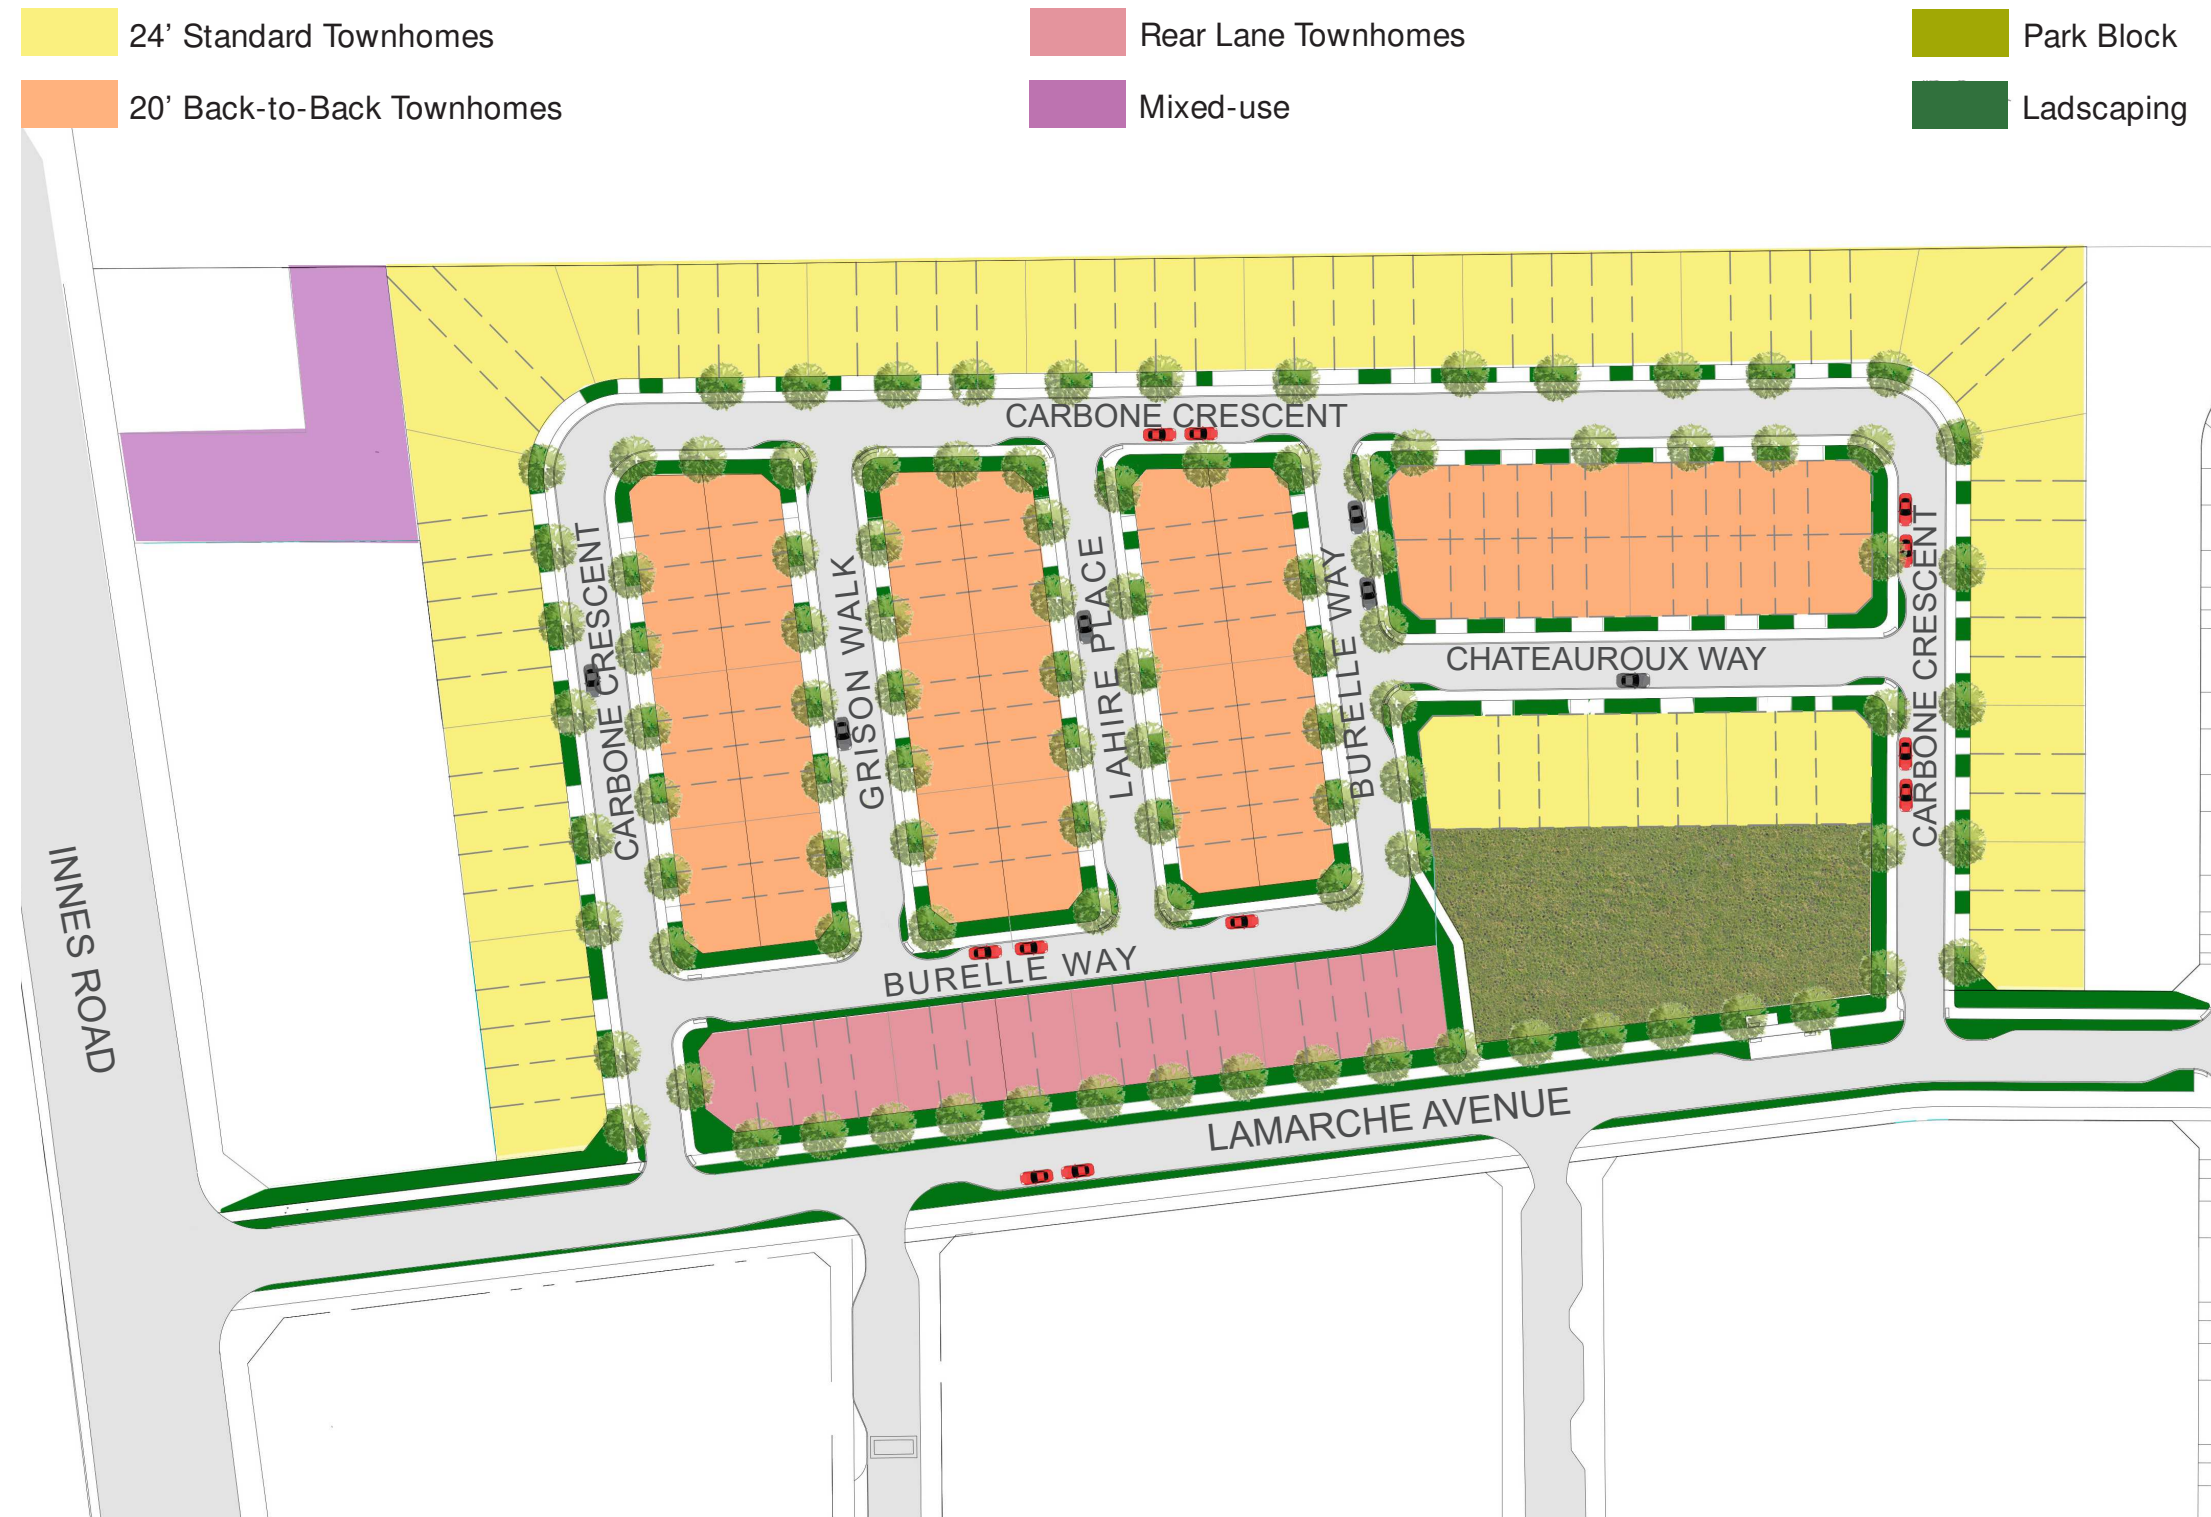 24’ Standard Townhomes
Rear Lane Townhomes
Park Block
20’ Back-to-Back Townhomes
Mixed-use
Ladscaping
CARBONE CRESCENT
CARBONE CRESCENT
GRISON WALK
LAHIRE PLACE
BURELLE WAY
CHATEAUROUX WAY
CARBONE CRESCENT
INNES ROAD
BURELLE WAY
LAMARCHE AVENUE